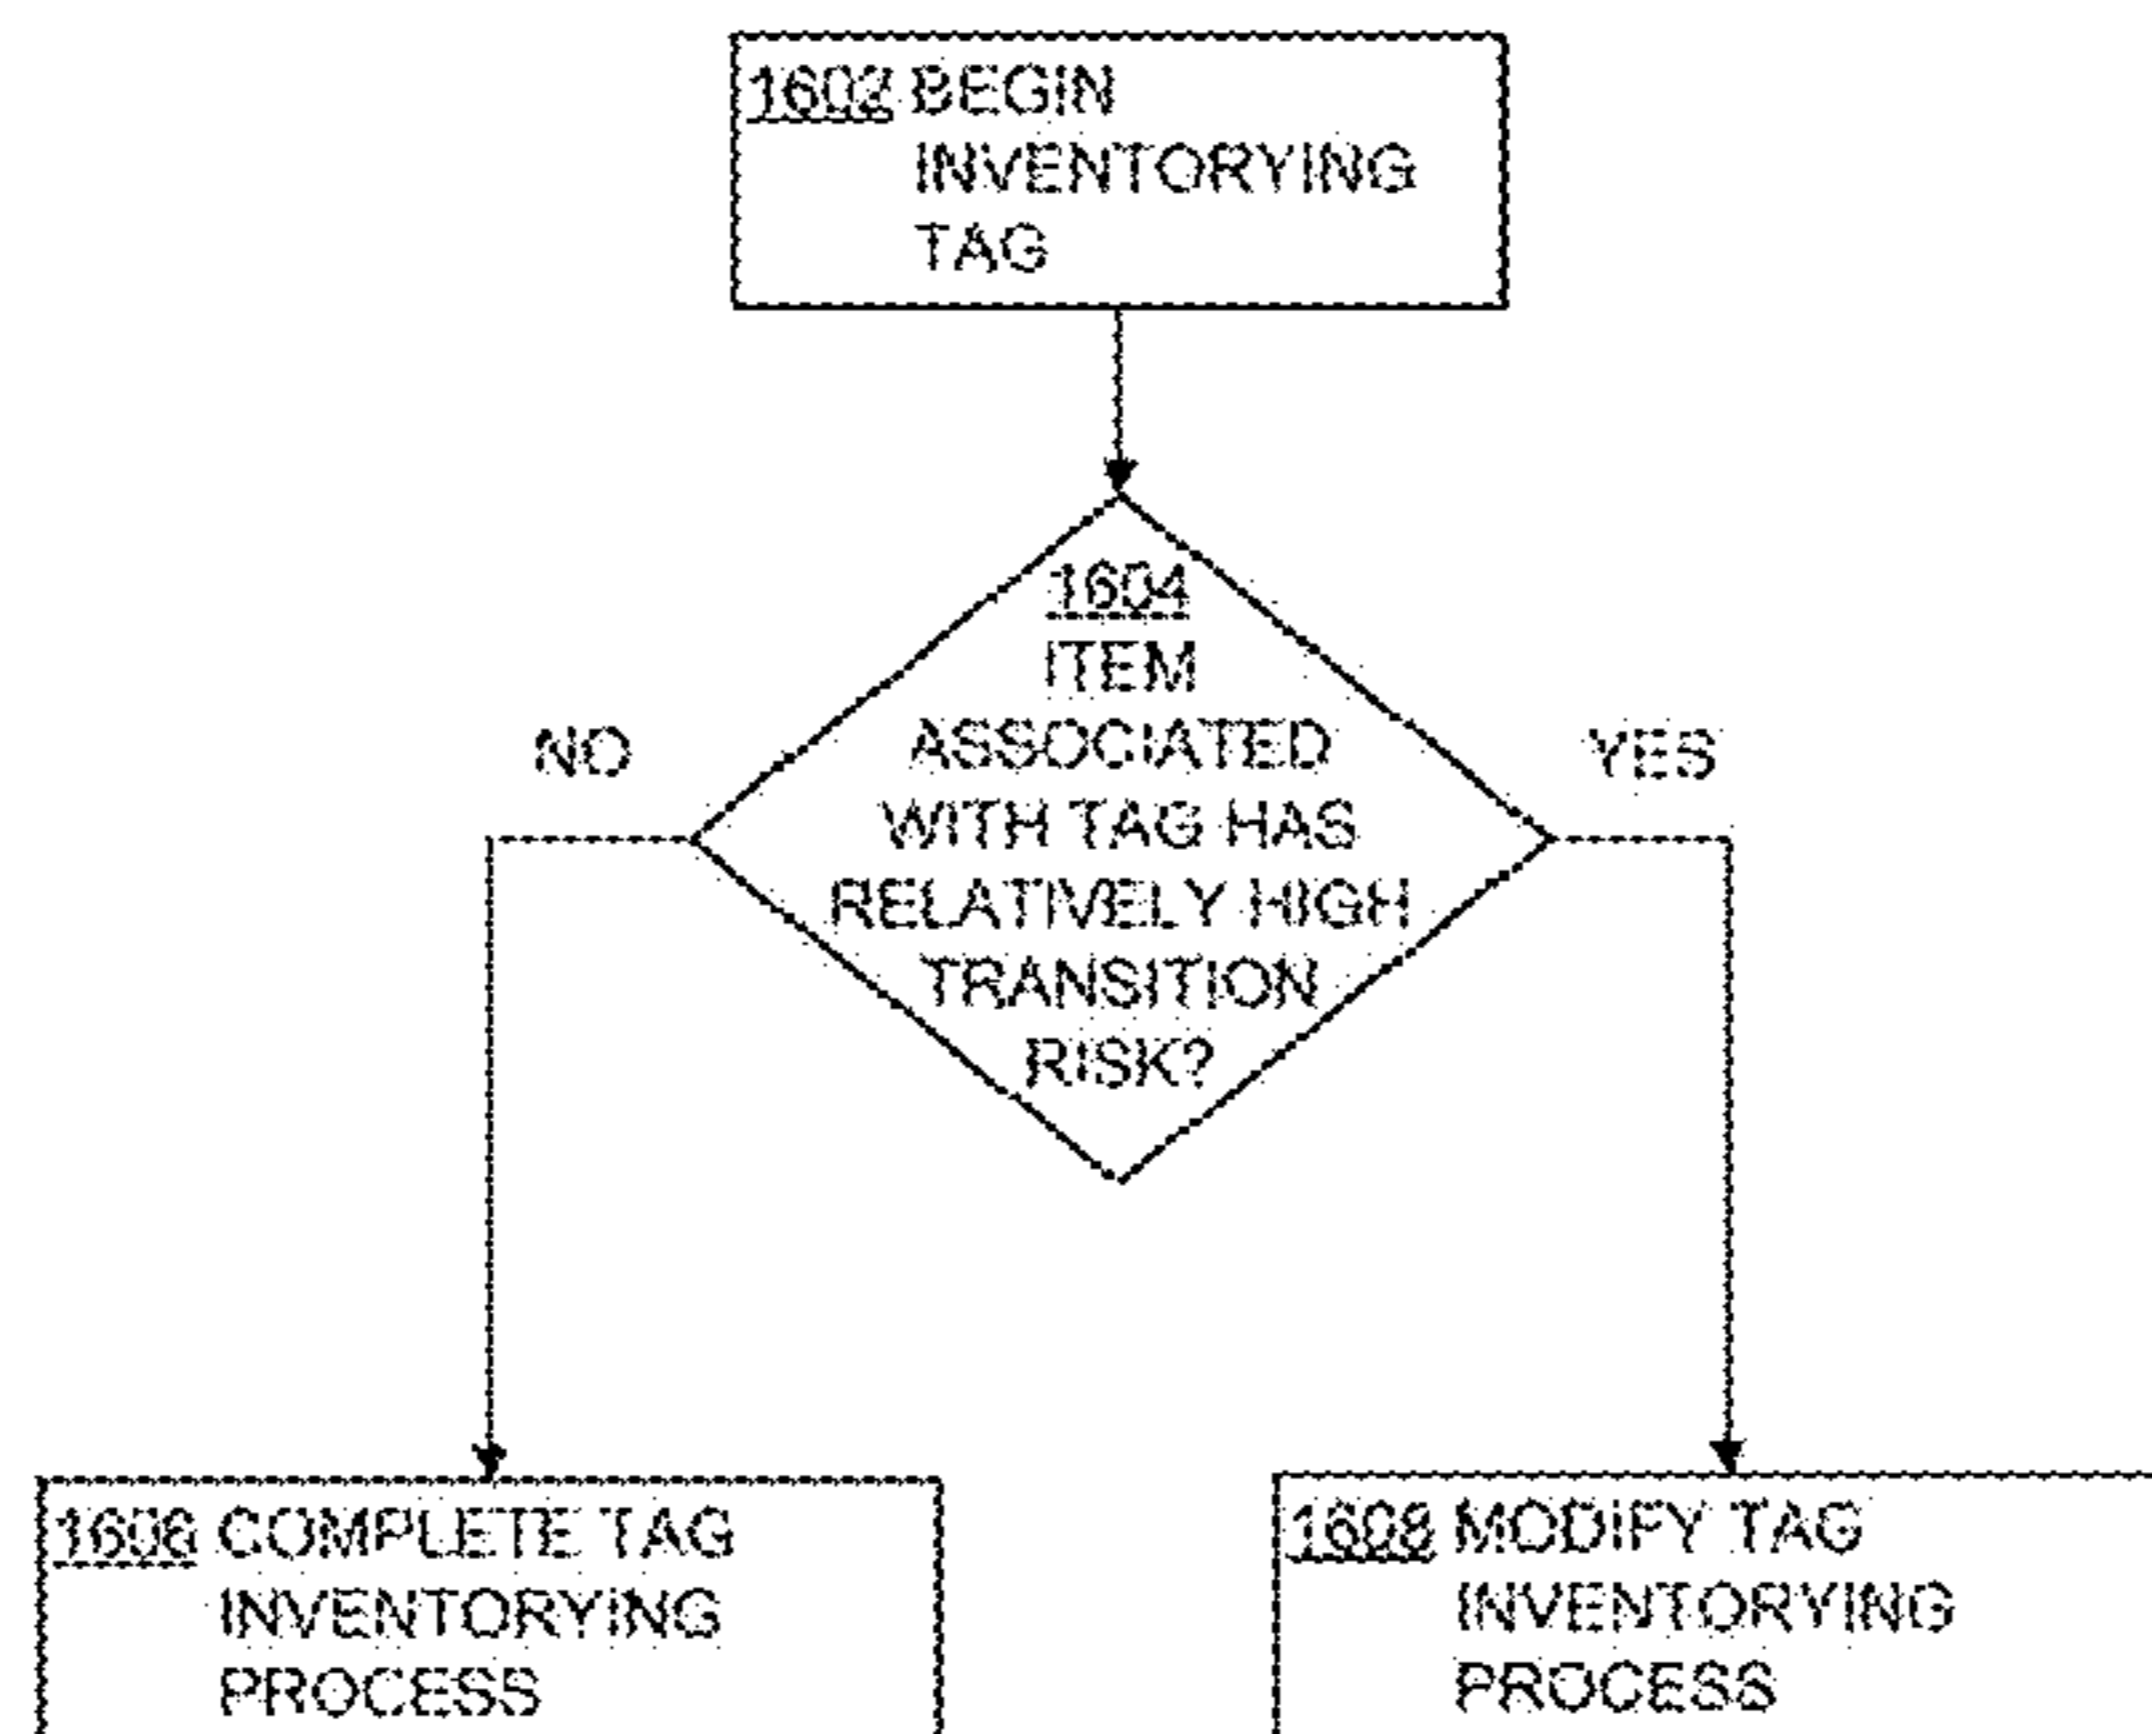 1602 BEGIN
INVENTORYING
TAG
1604
ITEM
ASSOCIATED
WITH TAG HAS
RELATIVELY HIGH
TRANSITION
RISK?
NO
YES
1606 COMPLETE TAG
INVENTORYING
PROCESS
1608 MODIFY TAG
INVENTORYING
PROCESS